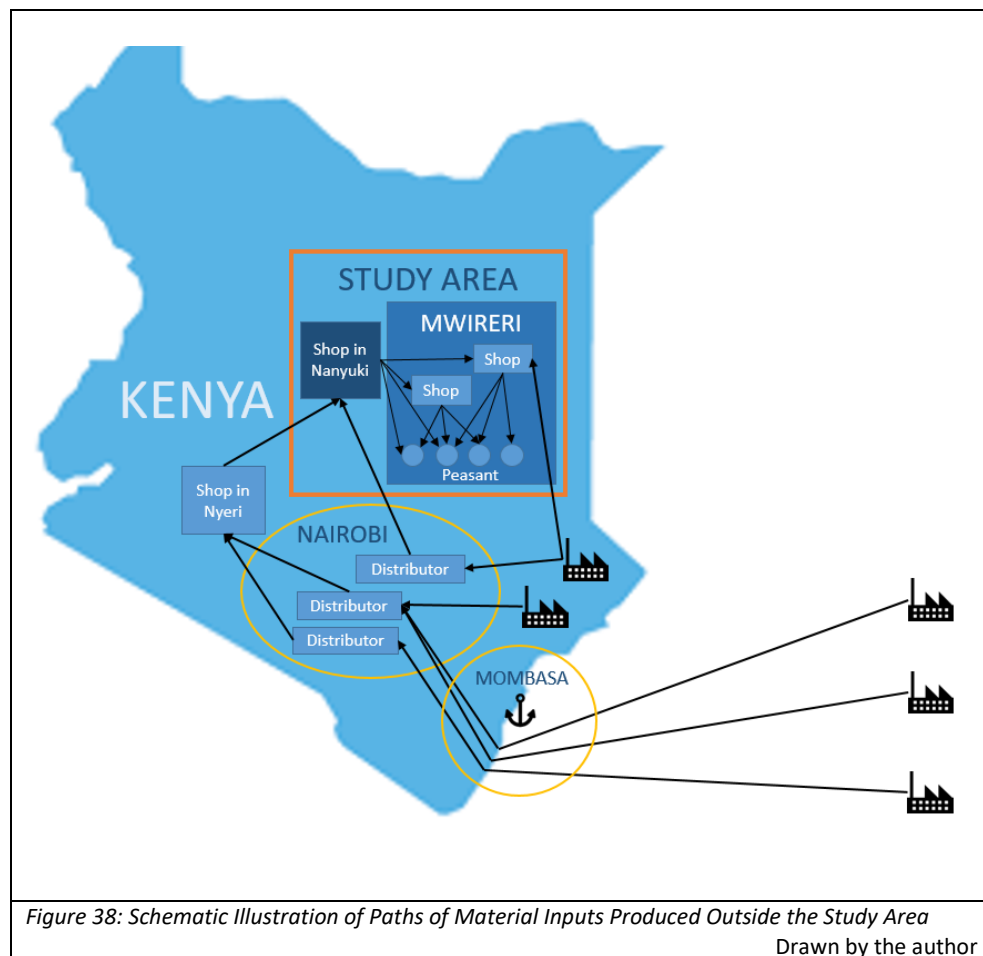 STUDY AREA
MWIRERI
Shop in
Nanyuki
Shop
Shop
KENYA
Peasant
Shop in
Nyeri
NAIROBI
Distributor
Distributor
Distributor
MOMBASA
Figure 38: Schematic Illustration of Paths of Material Inputs Produced Outside the Study Area
Drawn by the author